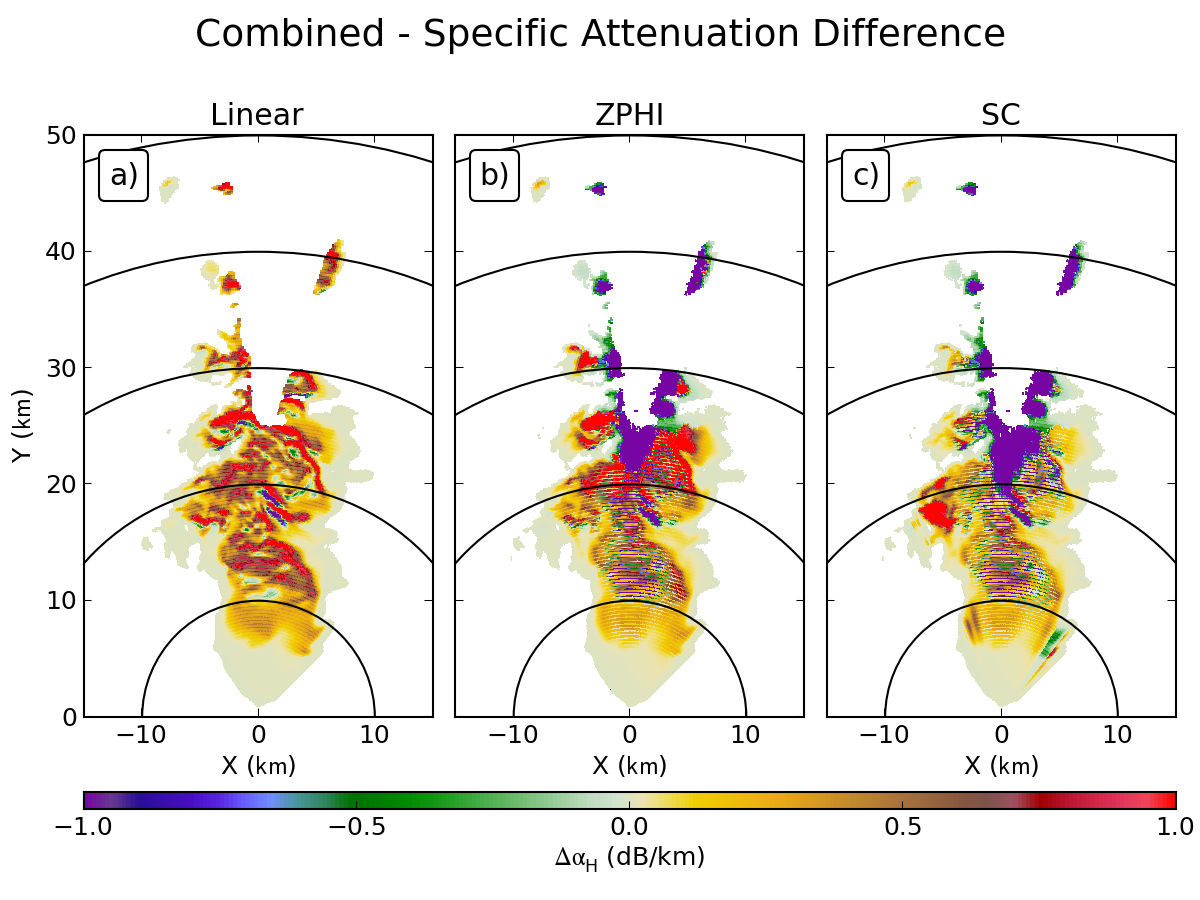 Combined - Specific Attenuation Difference
Linear ZPHI SC
a) b) c)
50
40
30
20
10
0
Y (km)
−10 0 10 −10 0 10 −10 0 10
X (km) X (km) X (km)
−1.0 −0.5 0.0 0.5 1.0
ΔαH (dB/km)